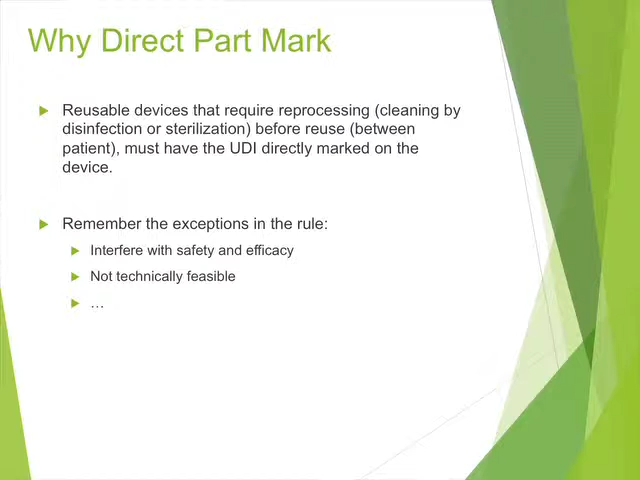 Why Direct Part Mark
Reusable devices that require reprocessing (cleaning by
disinfection or sterilization) before reuse (between
patient), must have the UDI directly marked on the
device.
Remember the exceptions in the rule:
Interfere with safety and efficacy
Not technically feasible
…